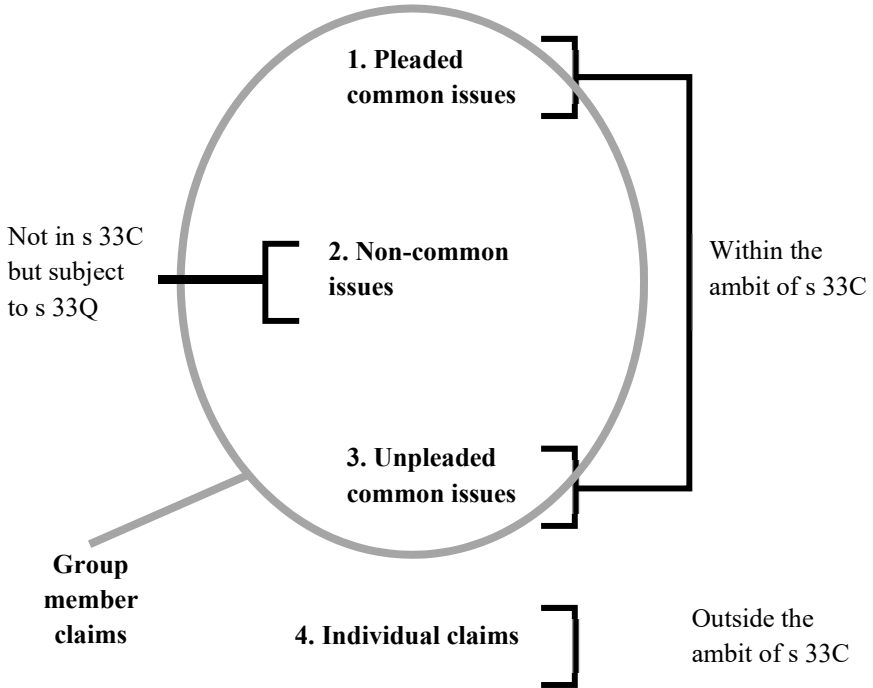 1. Pleaded
common issues
Not in s 33C
but subject
to s 33Q
2. Non-common
issues
Within the
ambit of s 33C
3. Unpleaded
common issues
Group
member
claims
4. Individual claims
Outside the
ambit of s 33C